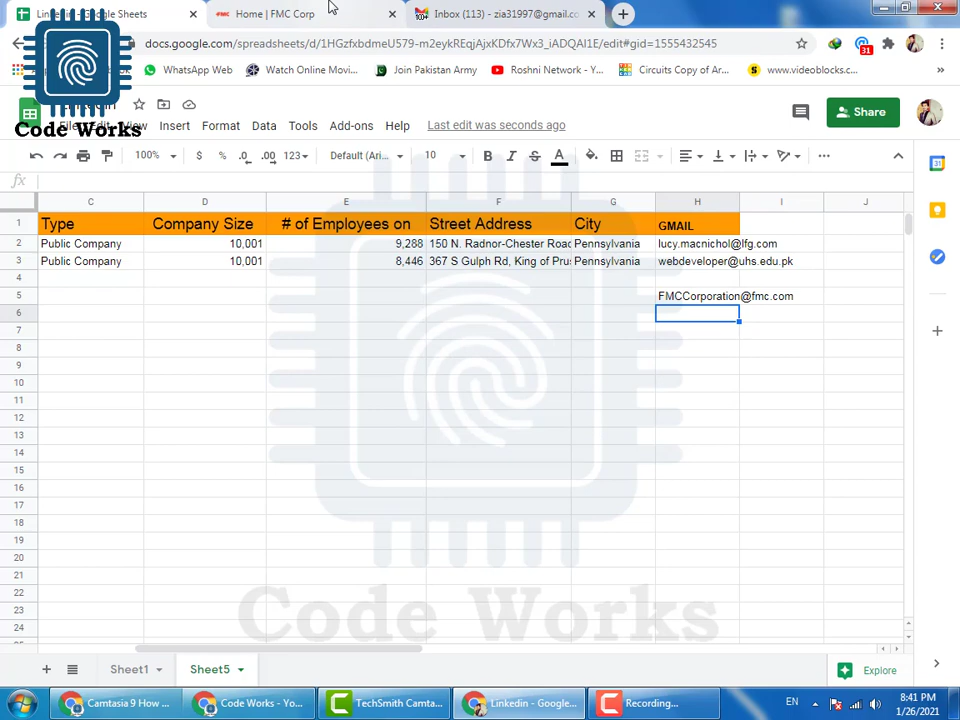 Google Sheets
Home | FMC Corp
Inbox (113) - zia31997@gmail.co
docs.google.com/spreadsheets/d/1HGzfxbdmeU579-m2eykREqjAjxKDfx7Wx3_iADQAl1E/edit#gid=1555432575
31
WhatsApp Web
Watch Online Movi...
Join Pakistan Army
Roshni Network - Y...
Circuits Copy of Ar...
www.videoblocks.c...
»
Code Works
File Edit View Insert Format Data Tools Add-ons Help Last edit was seconds ago
Share
100% $ % .0 .00 123 Default (Ari... 10 B I S A
fx
C D E F G H I J
1 Type Company Size # of Employees on Street Address City GMAIL
2 Public Company 10,001 9,288 150 N. Radnor-Chester Road Pennsylvania lucy.macnichol@lfg.com
3 Public Company 10,001 8,446 367 S Gulph Rd, King of Prus Pennsylvania webdeveloper@uhs.edu.pk
4
5 FMCCorporation@fmc.com
6
7
8
9
10
11
12
13
14
15
16
17
18
19
20
21
22
23
24
Code Works
Sheet1 Sheet5
Explore
Camtasia 9 How ...
Code Works - Yo...
TechSmith Camta...
Linkedin - Google...
Recording...
EN
8:41 PM
1/26/2021